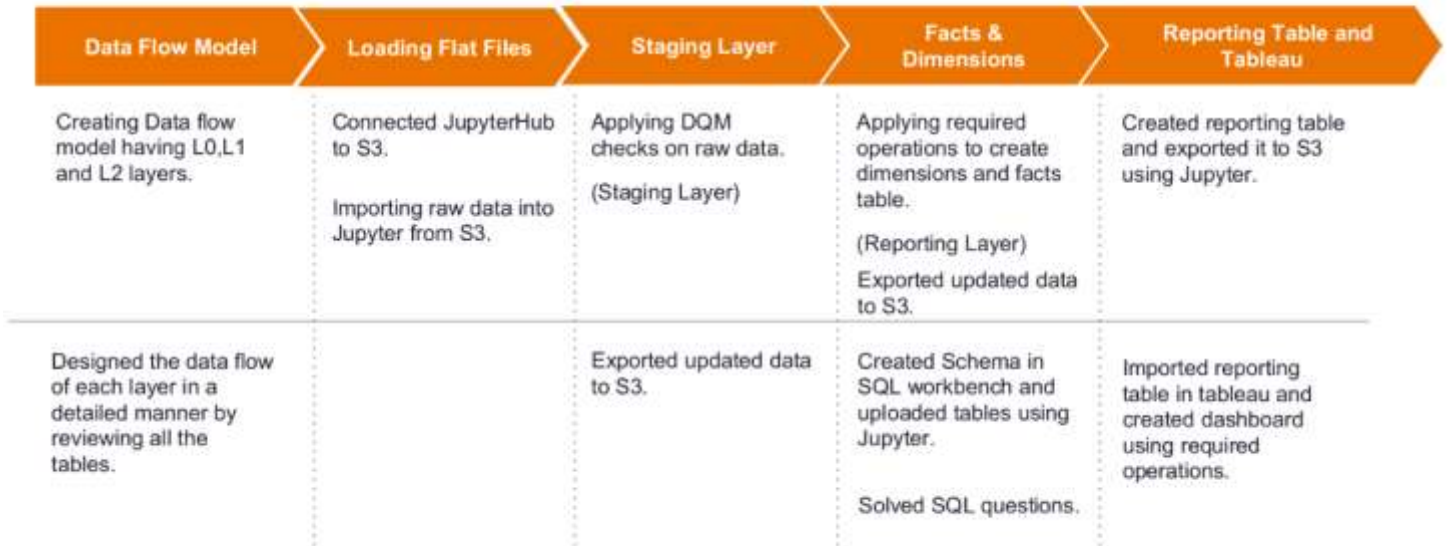 Data Flow Model
Loading Flat Files
Staging Layer
Facts &
Dimensions
Reporting Table and
Tableau
Creating Data flow
model having L0,L1
and L2 layers.
Connected JupyterHub
to S3.
Importing raw data into
Jupyter from S3.
Applying DQM
checks on raw data.
(Staging Layer)
Applying required
operations to create
dimensions and facts
table.
(Reporting Layer)
Exported updated data
to S3.
Created reporting table
and exported it to S3
using Jupyter.
Designed the data flow
of each layer in a
detailed manner by
reviewing all the
tables.
Exported updated data
to S3.
Created Schema in
SQL workbench and
uploaded tables using
Jupyter.
Solved SQL questions.
Imported reporting
table in tableau and
created dashboard
using required
operations.